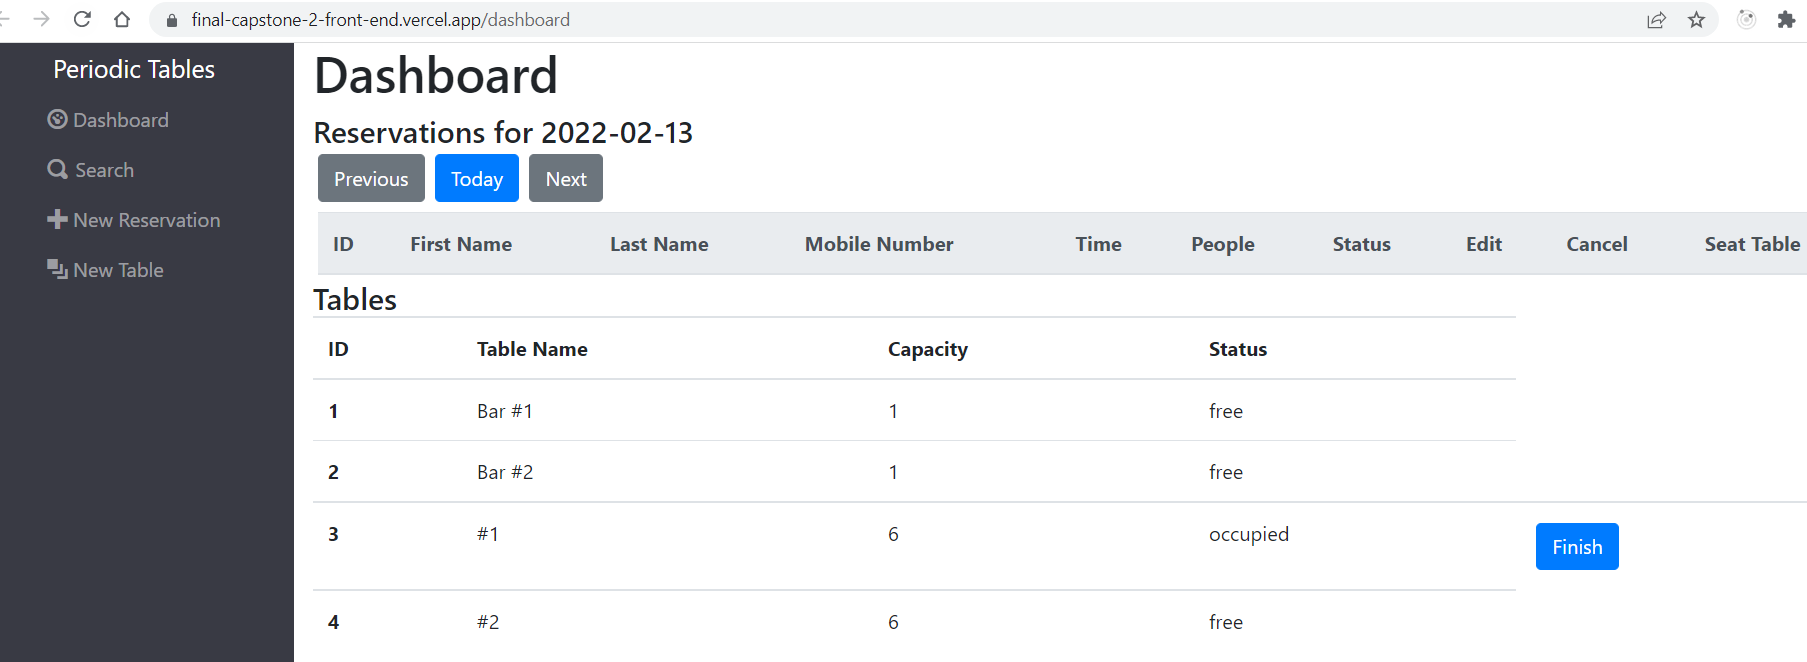 final-capstone-2-front-end.vercel.app/dashboard
Periodic Tables
Dashboard
Search
New Reservation
New Table
Dashboard
Reservations for 2022-02-13
Previous Today Next
ID First Name Last Name Mobile Number Time People Status Edit Cancel Seat Table
Tables
ID Table Name Capacity Status
1 Bar #1 1 free
2 Bar #2 1 free
3 #1 6 occupied Finish
4 #2 6 free